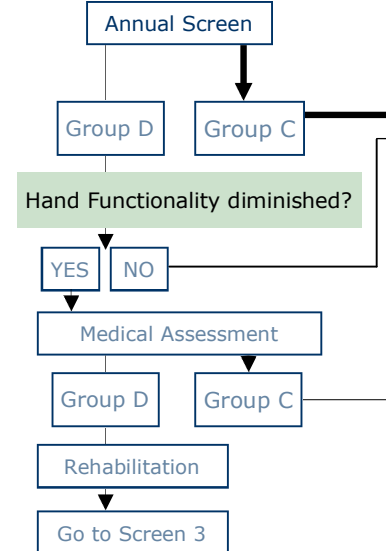 Annual Screen
Group D
Group C
Hand Functionality diminished?
YES
NO
Medical Assessment
Group D
Group C
Rehabilitation
Go to Screen 3